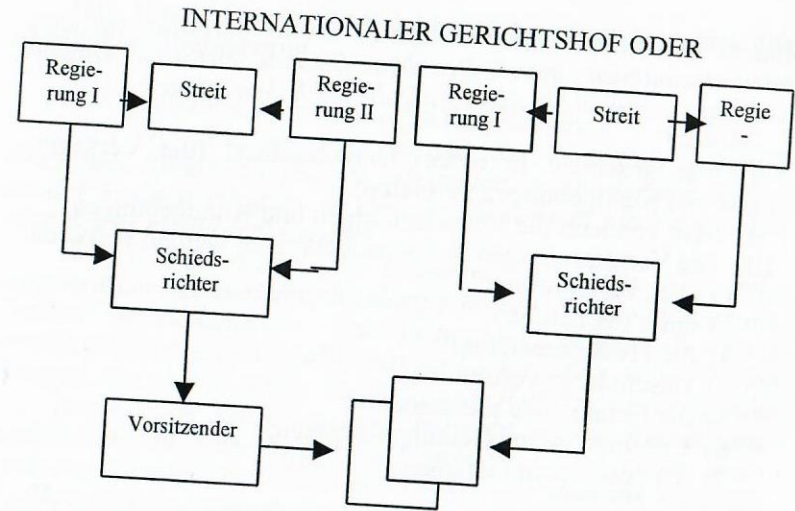 INTERNATIONALER GERICHTSHOF ODER
Regie-
rung I
Streit
Regie-
rung II
Regie-
rung I
Streit
Regie
-
Schieds-
richter
Schieds-
richter
Vorsitzender